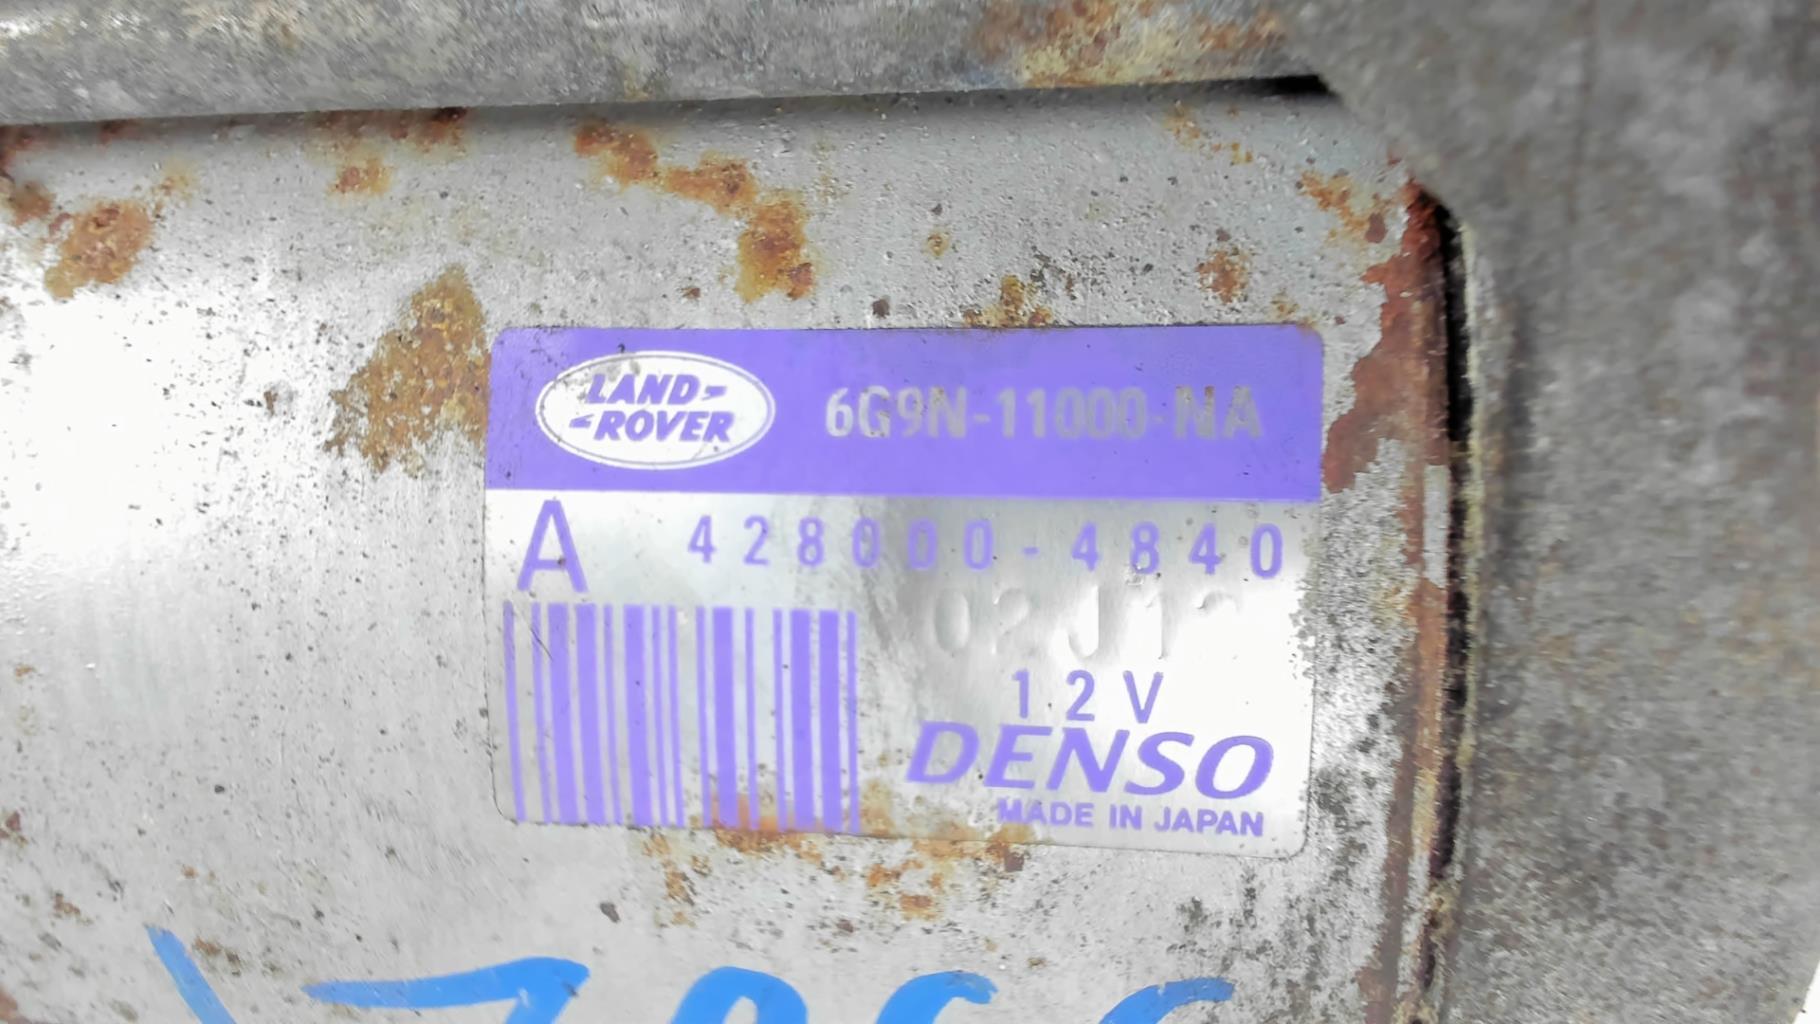 LAND-
-ROVER
6G9N-11000-NA
A 428000-4840
12V
DENSO
MADE IN JAPAN